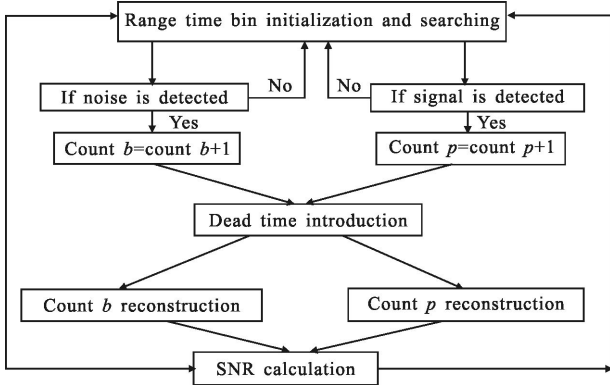 Range time bin initialization and searching
No
No
If noise is detected
If signal is detected
Yes
Yes
Count b=count b+1
Count p=count p+1
Dead time introduction
Count b reconstruction
Count p reconstruction
SNR calculation